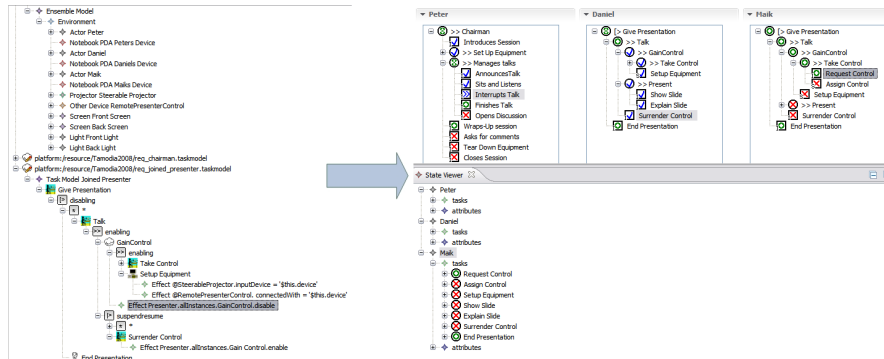 Ensemble Model
Environment
Actor Peter
Notebook PDA Peters Device
Actor Daniel
Notebook PDA Daniels Device
Actor Maik
Notebook PDA Maiks Device
Projector Steerable Projector
Other Device RemotePresenterControl
Screen Front Screen
Screen Back Screen
Light Front Light
Light Back Light
platform:/resource/Tamodia2008/req_chairman.taskmodel
platform:/resource/Tamodia2008/req_joined_presenter.taskmodel
Task Model Joined Presenter
Give Presentation
[> disabling
* *
Talk
>> enabling
GainControl
>> enabling
Take Control
Setup Equipment
Effect @SteerableProjector.inputDevice = '$this.device'
Effect @RemotePresenterControl. connectedWith = '$this.device'
Effect Presenter.allInstances.GainControl.disable
|> suspendresume
* *
Surrender Control
Effect Presenter.allInstances.Gain Control.enable
End Presentation
Peter
>> Chairman
Introduces Session
>> Set Up Equipment
>> Manages talks
AnnouncesTalk
Sits and Listens
Interrupts Talk
Finishes Talk
Opens Discussion
Wraps-Up session
Asks for comments
Tear Down Equipment
Closes Session
Daniel
[> Give Presentation
>> Talk
>> GainControl
>> Take Control
Setup Equipment
>> Present
Show Slide
Explain Slide
Surrender Control
End Presentation
Maik
[> Give Presentation
>> Talk
>> GainControl
>> Take Control
Request Control
Assign Control
Setup Equipment
>> Present
Surrender Control
End Presentation
State Viewer
Peter
tasks
attributes
Daniel
tasks
attributes
Maik
tasks
Request Control
Assign Control
Setup Equipment
Show Slide
Explain Slide
Surrender Control
End Presentation
attributes